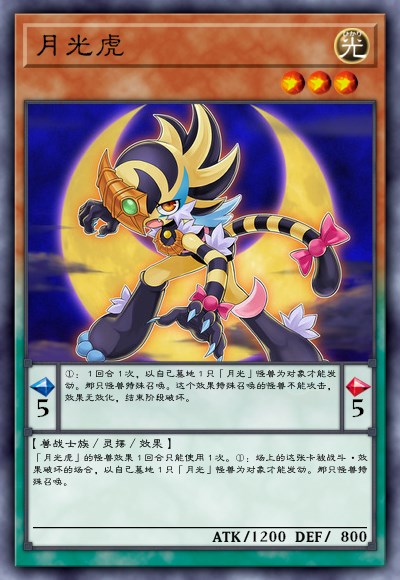 月光虎
光
ひかり
①：1回合1次，以自己墓地1只「月光」怪兽为对象才能发
动。那只怪兽特殊召唤。这个效果特殊召唤的怪兽不能攻击，
效果无效化，结束阶段破坏。
5
5
【兽战士族／灵摆／效果】
「月光虎」的怪兽效果1回合只能使用1次。①：场上的这张卡被战斗·效
果破坏的场合，以自己墓地1只「月光」怪兽为对象才能发动。那只怪兽特
殊召唤。
ATK/1200 DEF/ 800